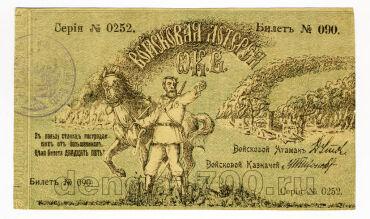 Серія № 0252. Билетъ № 090.
ВОЙСКОВАЯ ЛОТЕРЕЯ
О.К.В.
Въ пользу станицъ пострадав-
шихъ отъ большевиковъ.
Цѣна билета ДВАДЦАТЬ ПЯТЬ
Войсковой Атаманъ
Войсковой Казначей
Билетъ № 090. Серія № 0252.